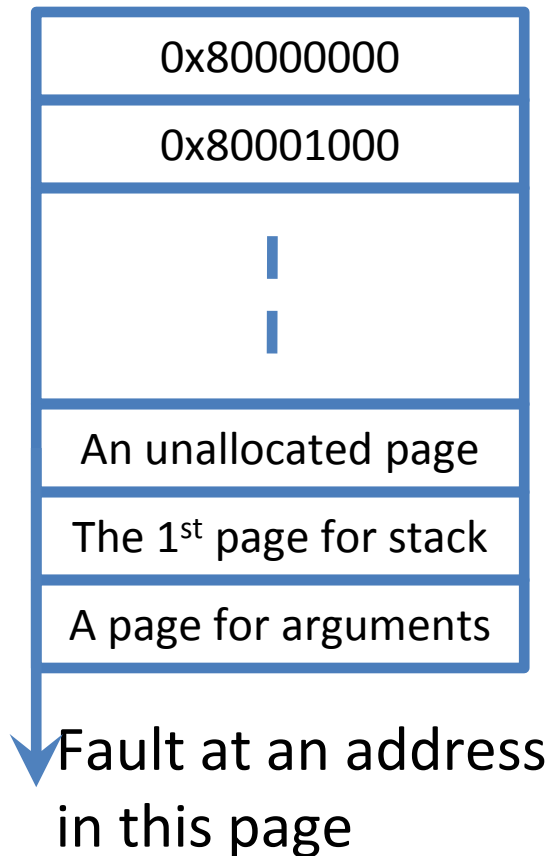 0x80000000
0x80001000
An unallocated page
The 1st page for stack
A page for arguments
Fault at an address
in this page